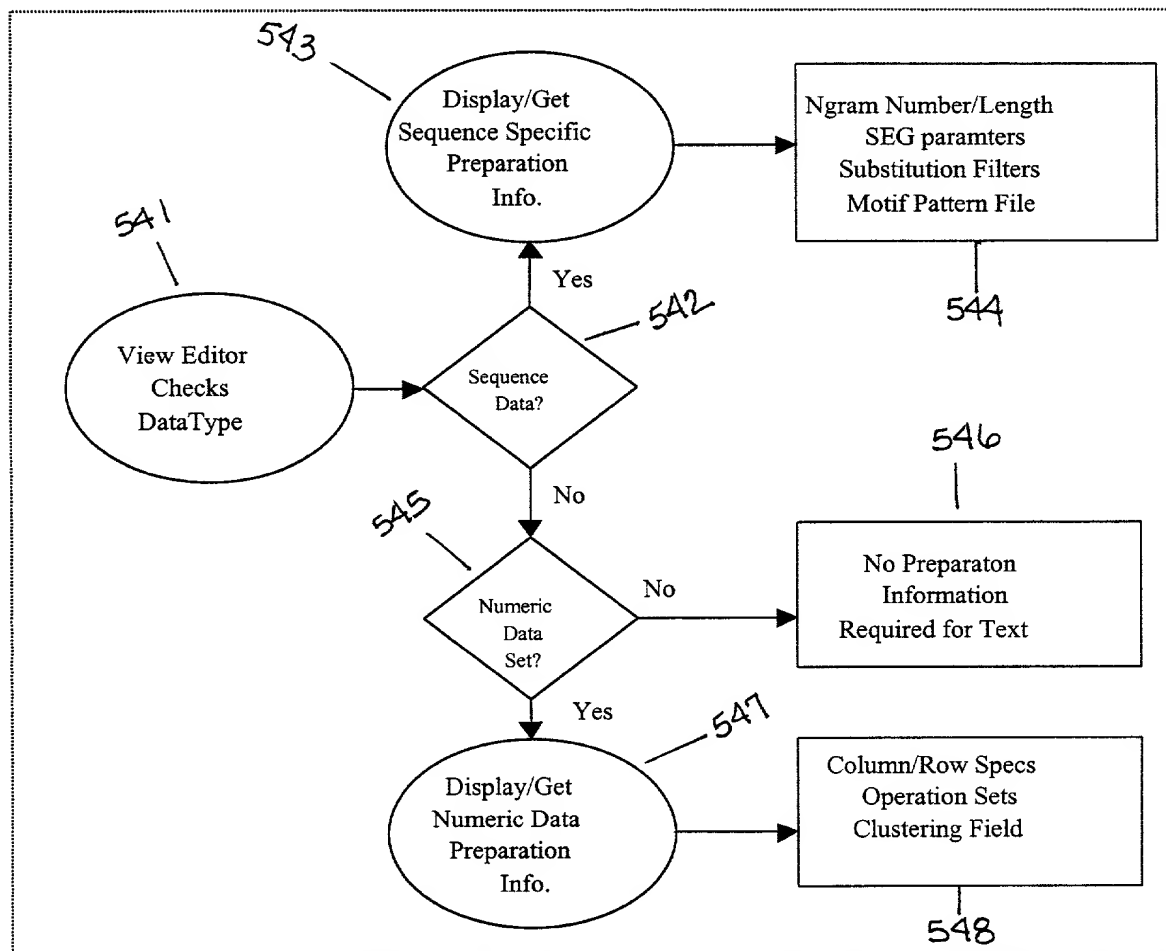 543
Display/Get
Sequence Specific
Preparation
Info.
Ngram Number/Length
SEG paramters
Substitution Filters
Motif Pattern File
544
541
View Editor
Checks
DataType
Yes
542
Sequence
Data?
No
545
Numeric
Data
Set?
No
546
No Preparaton
Information
Required for Text
Yes
547
Display/Get
Numeric Data
Preparation
Info.
Column/Row Specs
Operation Sets
Clustering Field
548